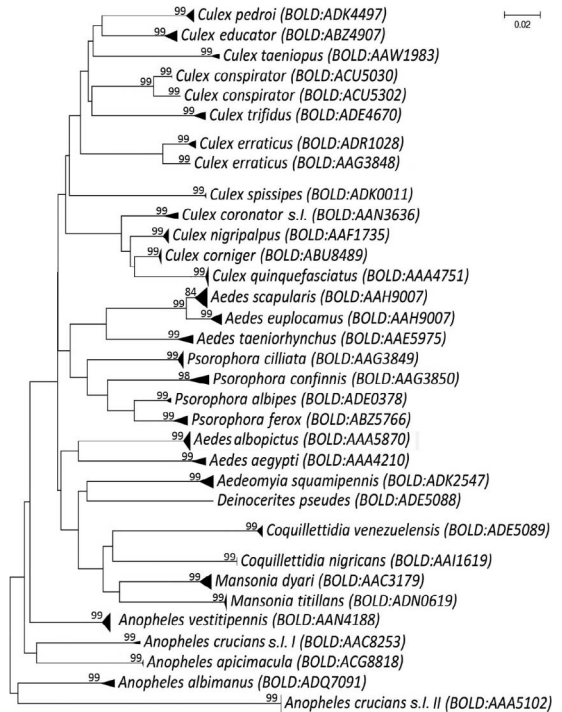 99 Culex pedroi (BOLD:ADK4497)
0.02
99 Culex educator (BOLD:ABZ4907)
99 Culex taeniopus (BOLD:AAW1983)
99 Culex conspirator (BOLD:ACU5030)
99
99 Culex conspirator (BOLD:ACU5302)
99 Culex trifidus (BOLD:ADE4670)
99 Culex erraticus (BOLD:ADR1028)
99 Culex erraticus (BOLD:AAG3848)
99 Culex spissipes (BOLD:ADK0011)
99 Culex coronator s.l. (BOLD:AAN3636)
99 Culex nigripalpus (BOLD:AAF1735)
99 Culex corniger (BOLD:ABU8489)
99 Culex quinquefasciatus (BOLD:AAA4751)
84 Aedes scapularis (BOLD:AAH9007)
99
99 Aedes euplocamus (BOLD:AAH9007)
99 Aedes taeniorhynchus (BOLD:AAE5975)
99 Psorophora cilliata (BOLD:AAG3849)
98 Psorophora confinnis (BOLD:AAG3850)
99 Psorophora albipes (BOLD:ADE0378)
99 Psorophora ferox (BOLD:ABZ5766)
99 Aedes albopictus (BOLD:AAA5870)
99 Aedes aegypti (BOLD:AAA4210)
99 Aedeomyia squamipennis (BOLD:ADK2547)
Deinocerites pseudes (BOLD:ADE5088)
99 Coquillettidia venezuelensis (BOLD:ADE5089)
99 Coquillettidia nigricans (BOLD:AAI1619)
99 Mansonia dyari (BOLD:AAC3179)
99 Mansonia titillans (BOLD:ADN0619)
99 Anopheles vestitipennis (BOLD:AAN4188)
99 Anopheles crucians s.l. I (BOLD:AAC8253)
99 Anopheles apicimacula (BOLD:ACG8818)
99 Anopheles albimanus (BOLD:ADQ7091)
99 Anopheles crucians s.l. II (BOLD:AAA5102)